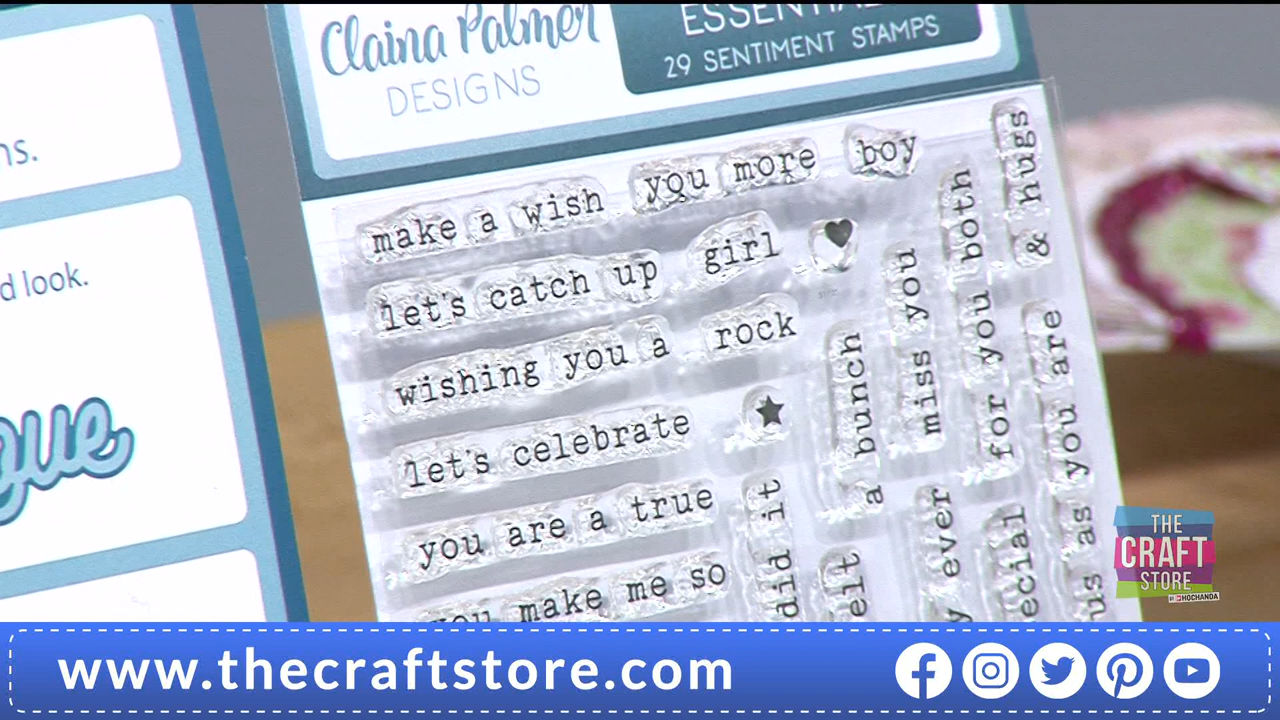 Claina Palmer
DESIGNS
29 SENTIMENT STAMPS
ns.
d look.
que
make a wish
you more
boy
let's catch up
girl
wishing you a
rock
let's celebrate
you are a true
you make me so
did it
a bunch
miss you
for you both
& hugs
you are
as
ever
THE
CRAFT
STORE
BY HOCHANDA
www.thecraftstore.com